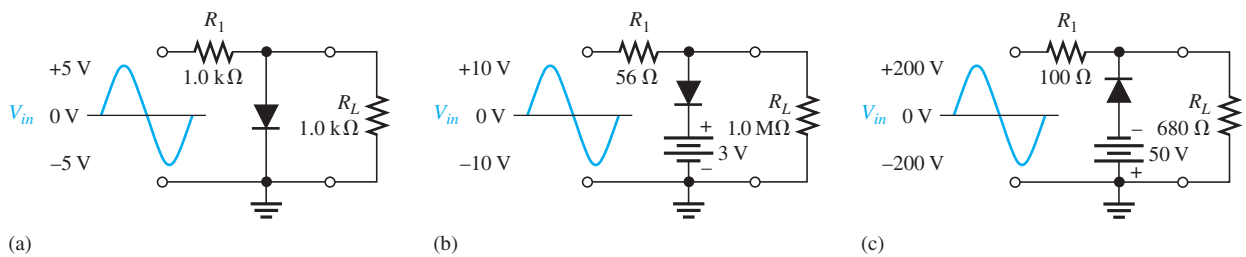 R1
+5 V
1.0 kΩ
Vin
0 V
RL
1.0 kΩ
–5 V
(a)
R1
+10 V
56 Ω
Vin
0 V
+
RL
1.0 MΩ
3 V
–10 V
–
(b)
R1
+200 V
100 Ω
Vin
0 V
–
RL
680 Ω
50 V
–200 V
+
(c)